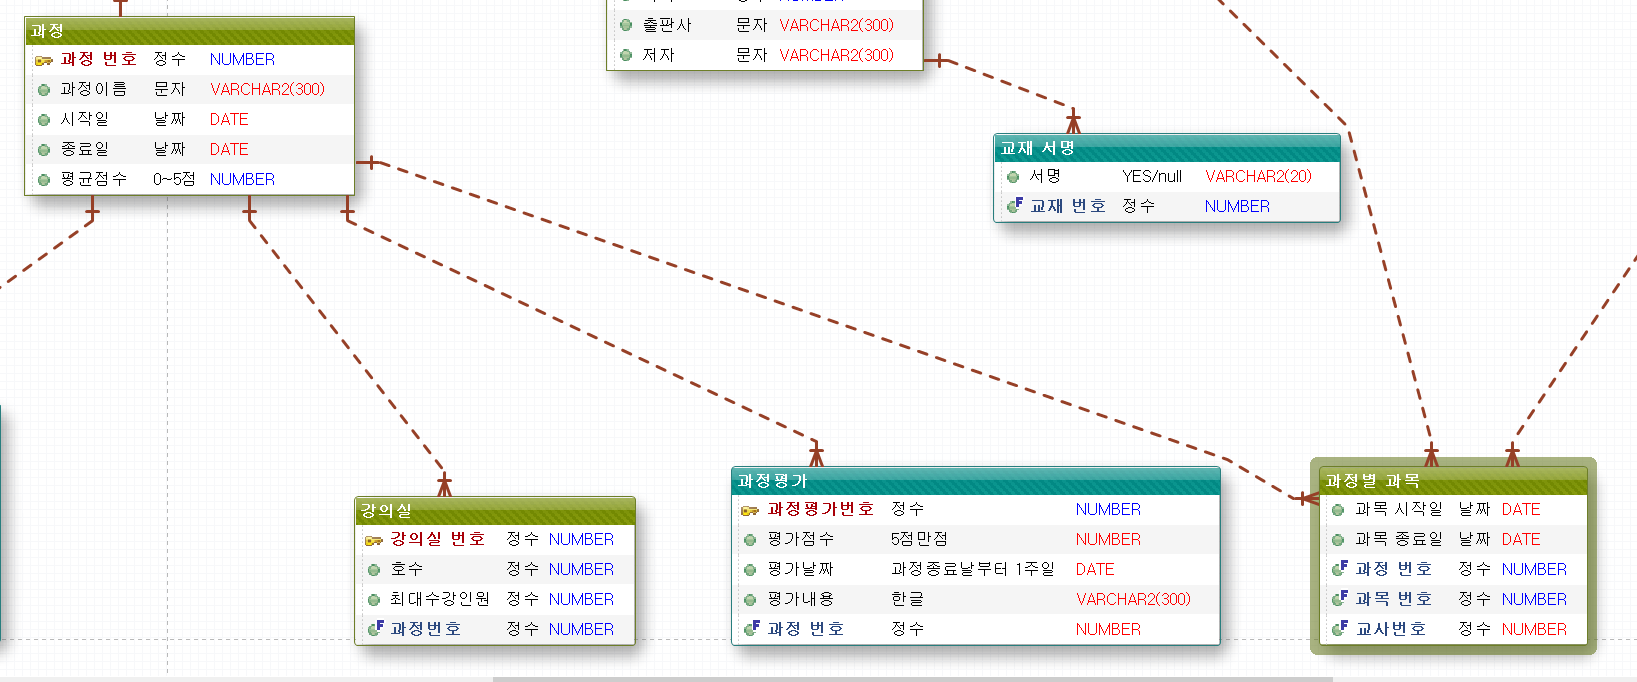 과정
과정 번호 정수 NUMBER
과정이름 문자 VARCHAR2(300)
시작일 날짜 DATE
종료일 날짜 DATE
평균점수 0~5점 NUMBER
출판사 문자 VARCHAR2(300)
저자 문자 VARCHAR2(300)
교재 서명
서명 YES/null VARCHAR2(20)
교재 번호 정수 NUMBER
강의실
강의실 번호 정수 NUMBER
호수 정수 NUMBER
최대수강인원 정수 NUMBER
과정번호 정수 NUMBER
과정평가
과정평가번호 정수 NUMBER
평가점수 5점만점 NUMBER
평가날짜 과정종료날부터 1주일 DATE
평가내용 한글 VARCHAR2(300)
과정 번호 정수 NUMBER
과정별 과목
과목 시작일 날짜 DATE
과목 종료일 날짜 DATE
과정 번호 정수 NUMBER
과목 번호 정수 NUMBER
교사번호 정수 NUMBER